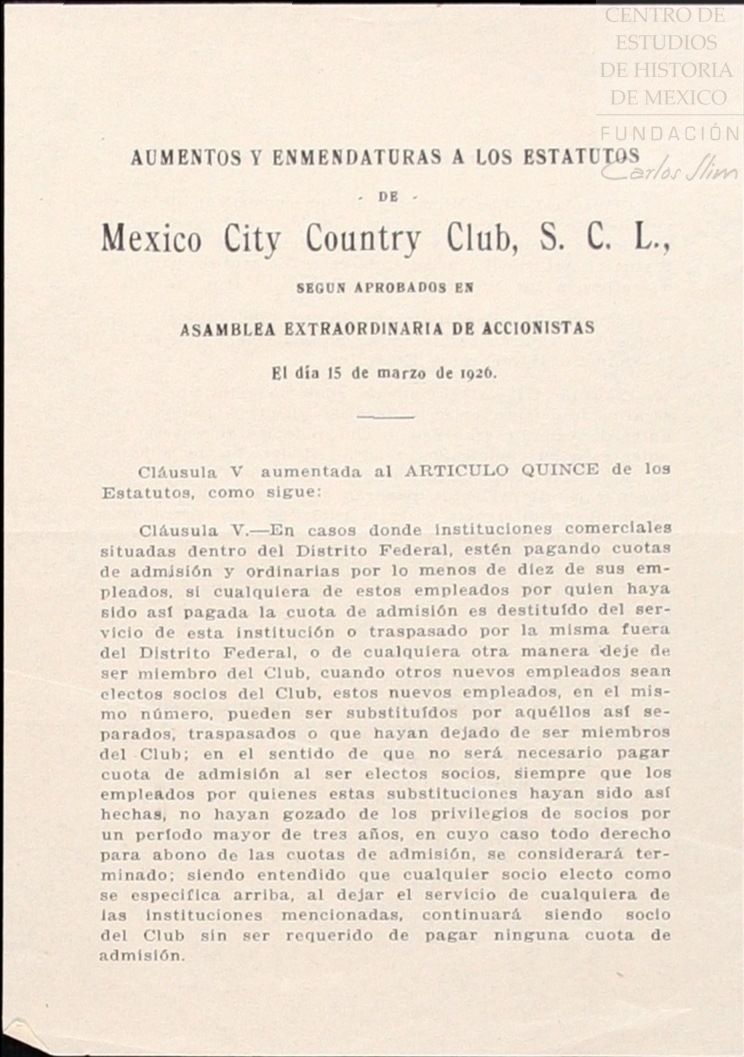 CENTRO DE
ESTUDIOS
DE HISTORIA
DE MEXICO
FUNDACIÓN
Carlos Slim
AUMENTOS Y ENMENDATURAS A LOS ESTATUTOS
- DE -
Mexico City Country Club, S. C. L.,
SEGUN APROBADOS EN
ASAMBLEA EXTRAORDINARIA DE ACCIONISTAS
El día 15 de marzo de 1926.
Cláusula V aumentada al ARTICULO QUINCE de los
Estatutos, como sigue:
Cláusula V.—En casos donde instituciones comerciales
situadas dentro del Distrito Federal, estén pagando cuotas
de admisión y ordinarias por lo menos de diez de sus em-
pleados, si cualquiera de estos empleados por quien haya
sido así pagada la cuota de admisión es destituído del ser-
vicio de esta institución o traspasado por la misma fuera
del Distrito Federal, o de cualquiera otra manera deje de
ser miembro del Club, cuando otros nuevos empleados sean
electos socios del Club, estos nuevos empleados, en el mis-
mo número, pueden ser substituídos por aquéllos así se-
parados, traspasados o que hayan dejado de ser miembros
del Club; en el sentido de que no será necesario pagar
cuota de admisión al ser electos socios, siempre que los
empleados por quienes estas substituciones hayan sido así
hechas, no hayan gozado de los privilegios de socios por
un período mayor de tres años, en cuyo caso todo derecho
para abono de las cuotas de admisión, se considerará ter-
minado; siendo entendido que cualquier socio electo como
se especifica arriba, al dejar el servicio de cualquiera de
las instituciones mencionadas, continuará siendo socio
del Club sin ser requerido de pagar ninguna cuota de
admisión.